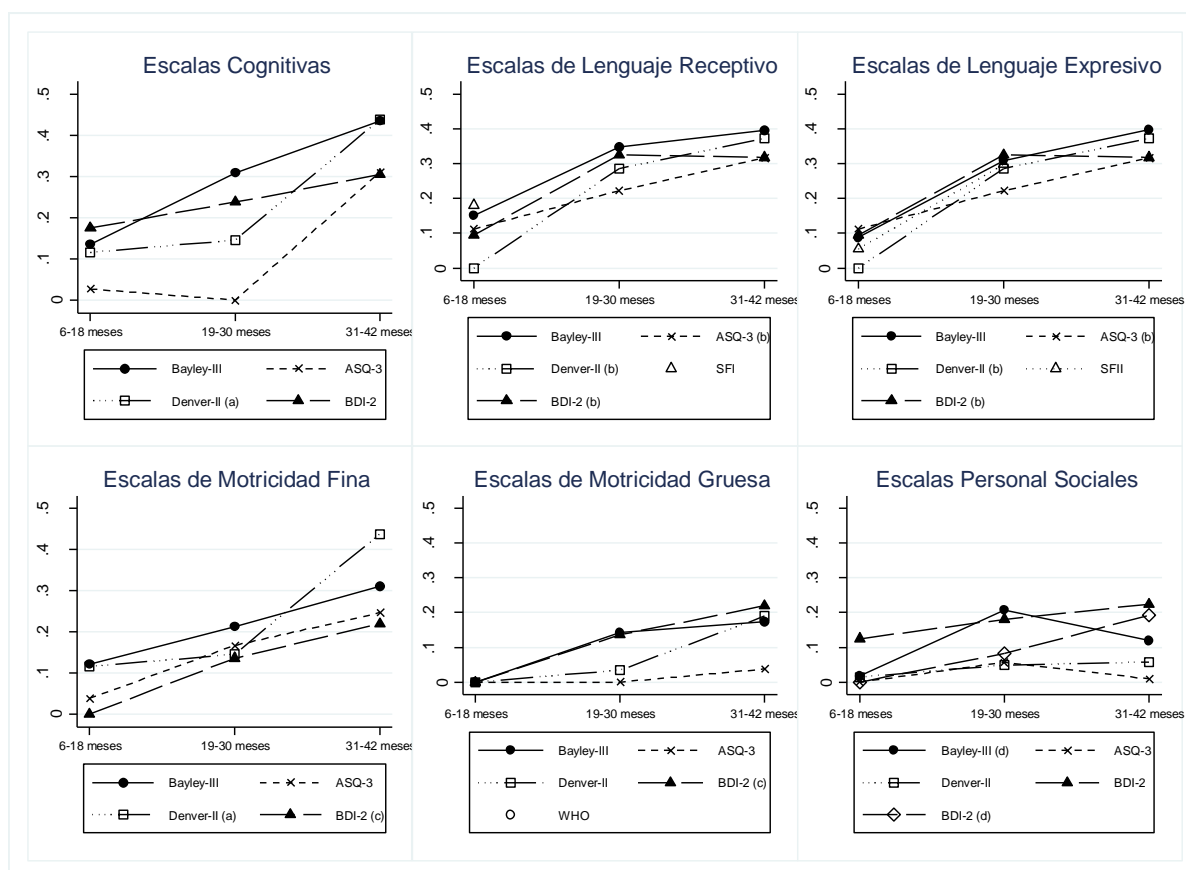 Escalas Cognitivas
.5
.4
.3
.2
.1
0
6-18 meses 19-30 meses 31-42 meses
Bayley-III ASQ-3
Denver-II (a) BDI-2
Escalas de Lenguaje Receptivo
.5
.4
.3
.2
.1
0
6-18 meses 19-30 meses 31-42 meses
Bayley-III ASQ-3 (b)
Denver-II (b) SFI
BDI-2 (b)
Escalas de Lenguaje Expresivo
.5
.4
.3
.2
.1
0
6-18 meses 19-30 meses 31-42 meses
Bayley-III ASQ-3 (b)
Denver-II (b) SFII
BDI-2 (b)
Escalas de Motricidad Fina
.5
.4
.3
.2
.1
0
6-18 meses 19-30 meses 31-42 meses
Bayley-III ASQ-3
Denver-II (a) BDI-2 (c)
Escalas de Motricidad Gruesa
.5
.4
.3
.2
.1
0
6-18 meses 19-30 meses 31-42 meses
Bayley-III ASQ-3
Denver-II BDI-2 (c)
WHO
Escalas Personal Sociales
.5
.4
.3
.2
.1
0
6-18 meses 19-30 meses 31-42 meses
Bayley-III (d) ASQ-3
Denver-II BDI-2
BDI-2 (d)